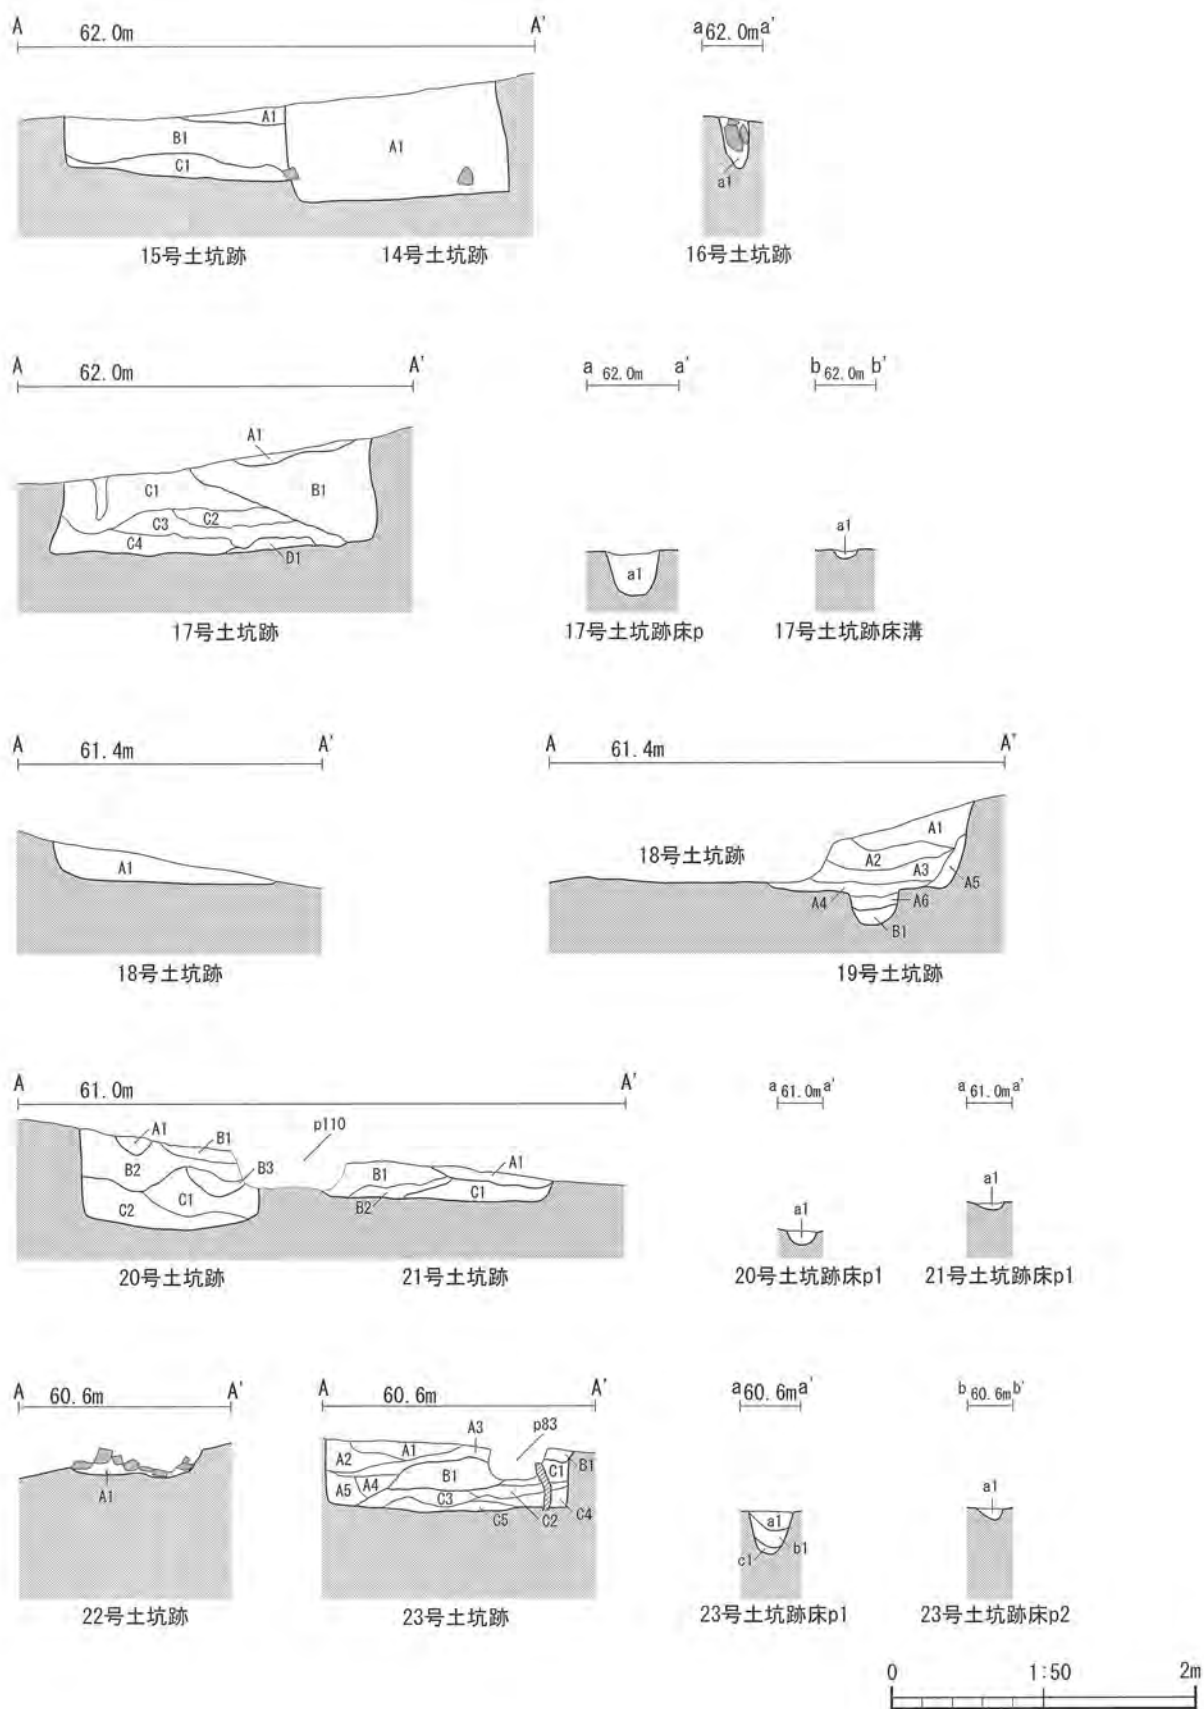 A 62.0m A'
a 62.0m a'
A1
B1
C1
A1
a1
15号土坑跡 14号土坑跡 16号土坑跡
A 62.0m A'
a 62.0m a'
b 62.0m b'
A1
C1
B1
C2
C3
C4
D1
a1
a1
17号土坑跡 17号土坑跡床p 17号土坑跡床溝
A 61.4m A'
A 61.4m A'
A1
18号土坑跡
18号土坑跡
A1
A2
A3
A5
A4
A6
B1
19号土坑跡
A 61.0m A'
a 61.0m a'
a 61.0m a'
A1
B1
p110
B2
B3
C1
C2
B1
A1
C1
B2
a1
a1
20号土坑跡 21号土坑跡 20号土坑跡床p1 21号土坑跡床p1
A 60.6m A'
A 60.6m A'
a 60.6m a'
b 60.6m b'
A1
A3
p83
A1
A2
B1
B1
C1
A5
A4
C3
C5
C2
C4
a1
b1
c1
a1
22号土坑跡 23号土坑跡 23号土坑跡床p1 23号土坑跡床p2
0 1:50 2m